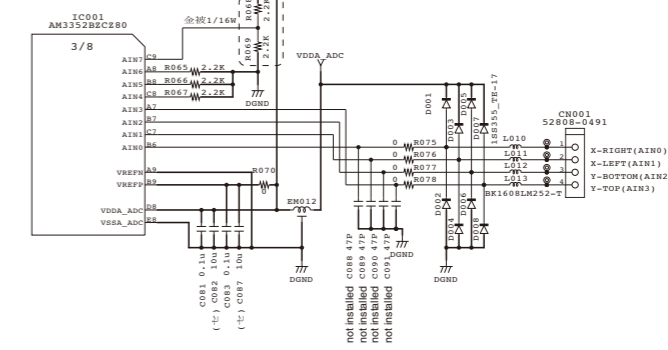 IC001
AM3352BZCZ80
3/8
金被1/16W
R068
2.2K
R069
2.2K
DGND
AIN7 C9
AIN6 A8 R065 2.2K
AIN5 B8 R066 2.2K
AIN4 C8 R067 2.2K
AIN3 A7
AIN2 B7
AIN1 C7
AIN0 B6
VREFN A9
VREFP B9
R070
0
VDDA_ADC D8
VSSA_ADC E8
EM012
VDDA_ADC
DGND
C081 0.1u
(セ) C082 10u
C083 0.1u
(セ) C087 10u
0 R075
0 R076
0 R077
0 R078
not installed C088 47P
not installed C089 47P
not installed C090 47P
not installed C091 47P
DGND
D001
D003
D005
D007
1SS355_TE-17
D002
D004
D006
D008
DGND
L010
L011
L012
L013
BK1608LM252-T
CN001
52808-0491
1 X-RIGHT(AIN0)
2 X-LEFT(AIN1)
3 Y-BOTTOM(AIN2
4 Y-TOP(AIN3)